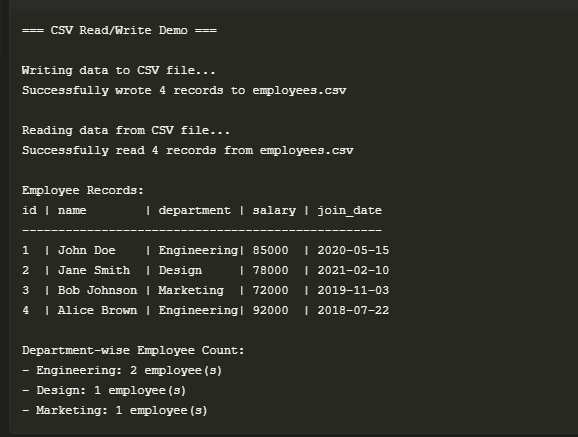 === CSV Read/Write Demo ===
Writing data to CSV file...
Successfully wrote 4 records to employees.csv
Reading data from CSV file...
Successfully read 4 records from employees.csv
Employee Records:
id | name        | department | salary | join_date
--------------------------------------------------
1  | John Doe    | Engineering| 85000  | 2020-05-15
2  | Jane Smith  | Design     | 78000  | 2021-02-10
3  | Bob Johnson | Marketing  | 72000  | 2019-11-03
4  | Alice Brown | Engineering| 92000  | 2018-07-22
Department-wise Employee Count:
- Engineering: 2 employee(s)
- Design: 1 employee(s)
- Marketing: 1 employee(s)